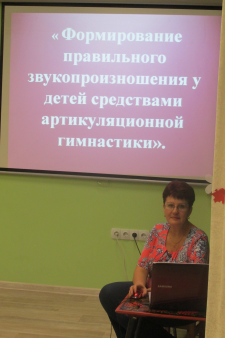 « Формирование
правильного
звукопроизношения у
детей средствами
артикуляционной
гимнастики».